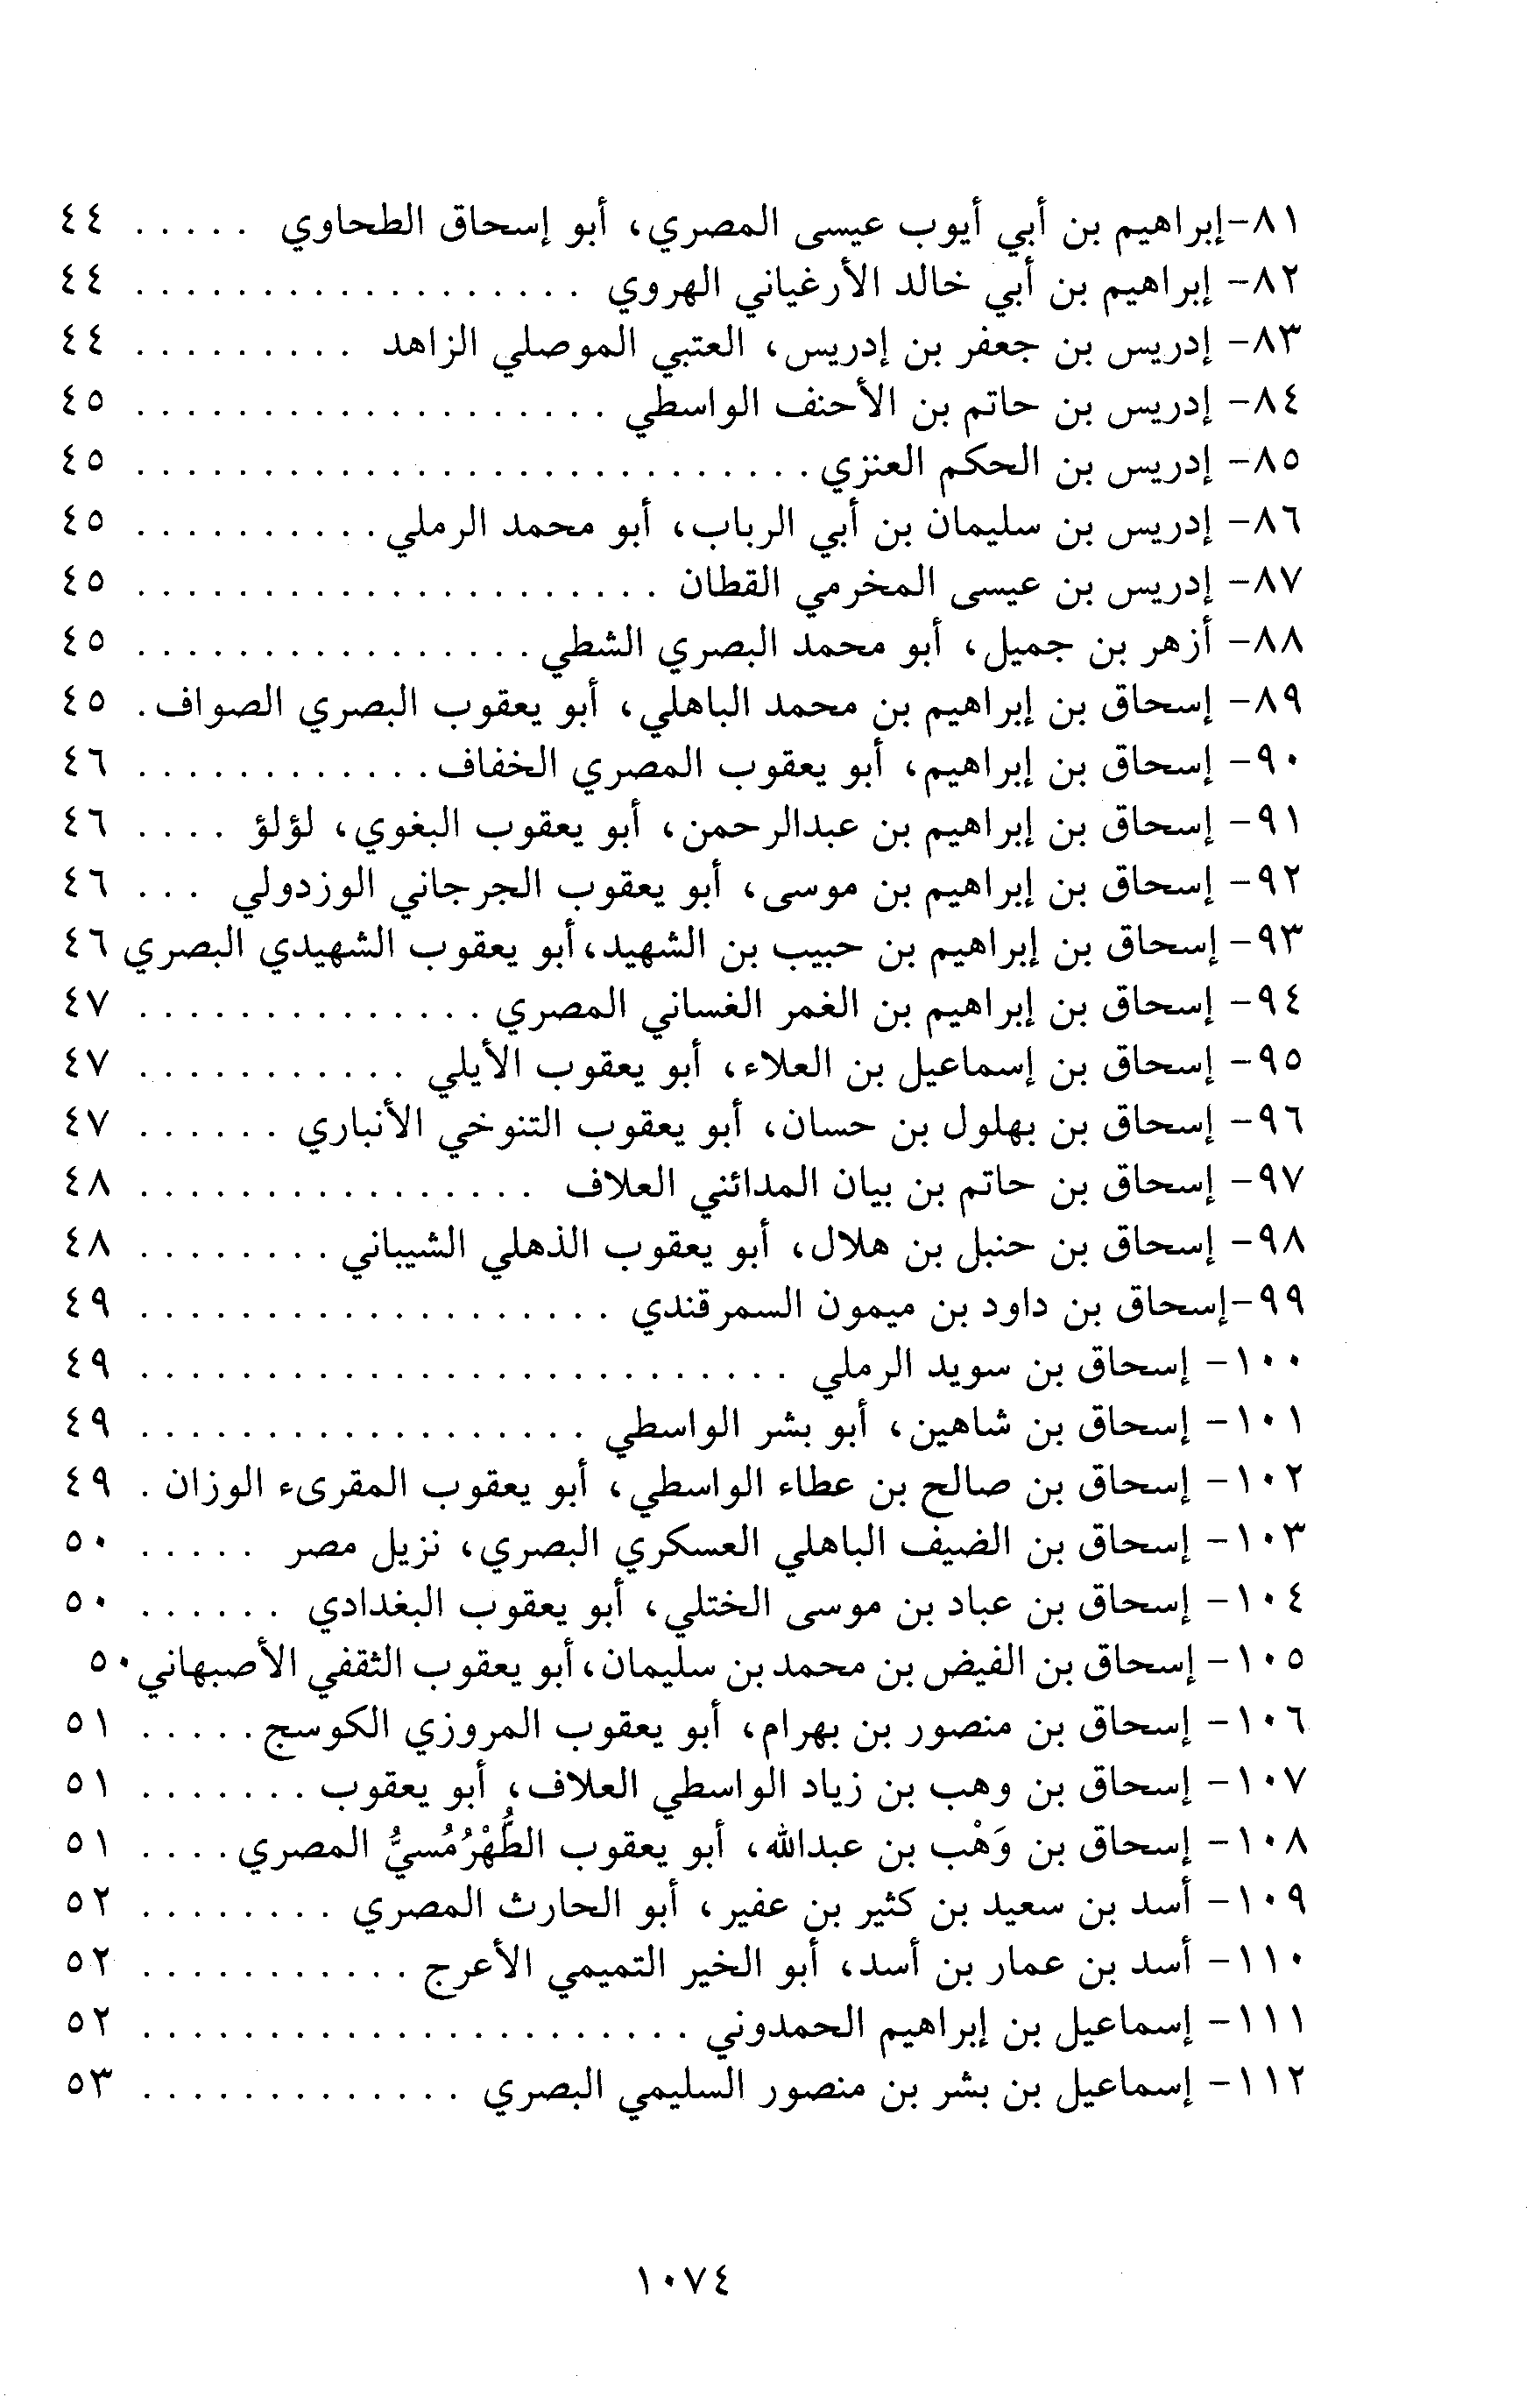 ٨١-إبراهيم بن أبي أيوب عيسى المصري، أبو إسحاق الطحاوي . . . . . ٤٤
٨٢- إبراهيم بن أبي خالد الأرغياني الهروي . . . . . . . . . . . . . . . . . . ٤٤
٨٣- إدريس بن جعفر بن إدريس، العتبي الموصلي الزاهد . . . . . . . . . ٤٤
٨٤- إدريس بن حاتم بن الأحنف الواسطي . . . . . . . . . . . . . . . . . . . ٤٥
٨٥- إدريس بن الحكم العنزي . . . . . . . . . . . . . . . . . . . . . . . . . . . ٤٥
٨٦- إدريس بن سليمان بن أبي الرباب، أبو محمد الرملي . . . . . . . . . . ٤٥
٨٧- إدريس بن عيسى المخرمي القطان . . . . . . . . . . . . . . . . . . . . . ٤٥
٨٨- أزهر بن جميل، أبو محمد البصري الشطي . . . . . . . . . . . . . . . . ٤٥
٨٩- إسحاق بن إبراهيم بن محمد الباهلي، أبو يعقوب البصري الصواف . ٤٥
٩٠- إسحاق بن إبراهيم، أبو يعقوب المصري الخفاف . . . . . . . . . . . . ٤٦
٩١- إسحاق بن إبراهيم بن عبدالرحمن، أبو يعقوب البغوي، لؤلؤ . . . . ٤٦
٩٢- إسحاق بن إبراهيم بن موسى، أبو يعقوب الجرجاني الوزدولي . . . ٤٦
٩٣- إسحاق بن إبراهيم بن حبيب بن الشهيد،أبو يعقوب الشهيدي البصري ٤٦
٩٤- إسحاق بن إبراهيم بن الغمر الغساني المصري . . . . . . . . . . . . . . ٤٧
٩٥- إسحاق بن إسماعيل بن العلاء، أبو يعقوب الأيلي . . . . . . . . . . . ٤٧
٩٦- إسحاق بن بهلول بن حسان، أبو يعقوب التنوخي الأنباري . . . . . . ٤٧
٩٧- إسحاق بن حاتم بن بيان المدائني العلاف . . . . . . . . . . . . . . . . ٤٨
٩٨- إسحاق بن حنبل بن هلال، أبو يعقوب الذهلي الشيباني . . . . . . . . ٤٨
٩٩-إسحاق بن داود بن ميمون السمرقندي . . . . . . . . . . . . . . . . . . . ٤٩
١٠٠- إسحاق بن سويد الرملي . . . . . . . . . . . . . . . . . . . . . . . . . . ٤٩
١٠١- إسحاق بن شاهين، أبو بشر الواسطي . . . . . . . . . . . . . . . . . . ٤٩
١٠٢- إسحاق بن صالح بن عطاء الواسطي، أبو يعقوب المقرىء الوزان . ٤٩
١٠٣- إسحاق بن الضيف الباهلي العسكري البصري، نزيل مصر . . . . . ٥٠
١٠٤- إسحاق بن عباد بن موسى الختلي، أبو يعقوب البغدادي . . . . . . ٥٠
١٠٥- إسحاق بن الفيض بن محمد بن سليمان،أبو يعقوب الثقفي الأصبهاني ٥٠
١٠٦- إسحاق بن منصور بن بهرام، أبو يعقوب المروزي الكوسج . . . . . ٥١
١٠٧- إسحاق بن وهب بن زياد الواسطي العلاف، أبو يعقوب . . . . . . . ٥١
١٠٨- إسحاق بن وَهْب بن عبدالله، أبو يعقوب الطُّهْرُمُسيُّ المصري . . . . ٥١
١٠٩- أسد بن سعيد بن كثير بن عفير، أبو الحارث المصري . . . . . . . . ٥٢
١١٠- أسد بن عمار بن أسد، أبو الخير التميمي الأعرج . . . . . . . . . . . ٥٢
١١١- إسماعيل بن إبراهيم الحمدوني . . . . . . . . . . . . . . . . . . . . . . ٥٢
١١٢- إسماعيل بن بشر بن منصور السليمي البصري . . . . . . . . . . . . . ٥٣
١٠٧٤